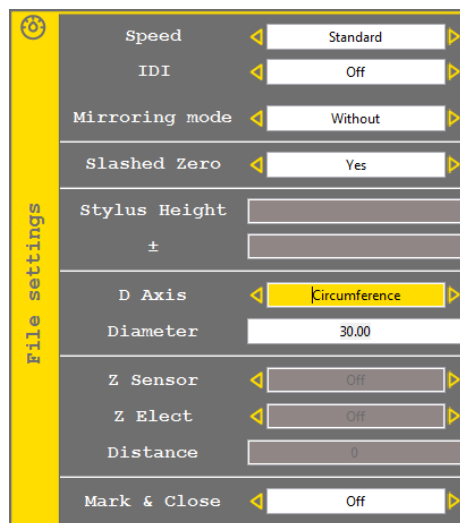 File settings
Speed Standard
IDI Off
Mirroring mode Without
Slashed Zero Yes
Stylus Height
±
D Axis Circumference
Diameter 30.00
Z Sensor Off
Z Elect Off
Distance 0
Mark & Close Off